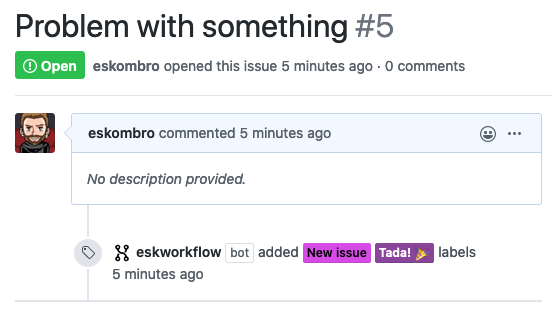 Problem with something #5
Open eskombro opened this issue 5 minutes ago · 0 comments
eskombro commented 5 minutes ago
No description provided.
eskworkflow bot added New issue Tada! 🎉 labels
5 minutes ago